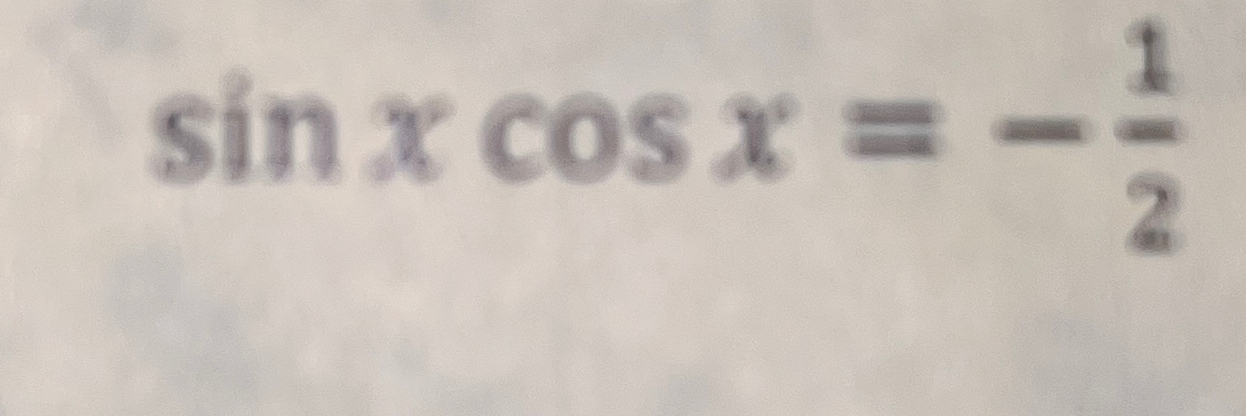 sin x cos x = -1/2